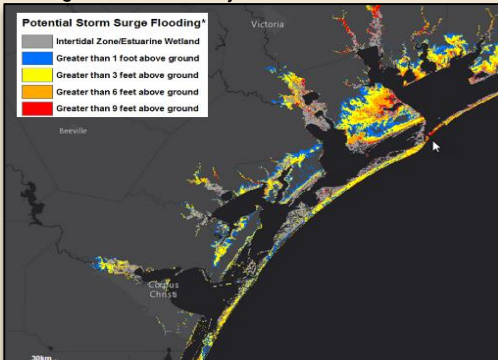 Potential Storm Surge Flooding*
Intertidal Zone/Estuarine Wetland
Greater than 1 foot above ground
Greater than 3 feet above ground
Greater than 6 feet above ground
Greater than 9 feet above ground
Victoria
Beeville
Corpus
Christi
30km